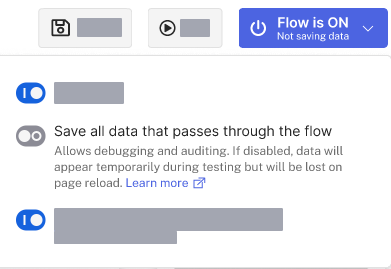 Flow is ON
Not saving data
Save all data that passes through the flow
Allows debugging and auditing. If disabled, data will
appear temporarily during testing but will be lost on
page reload. Learn more